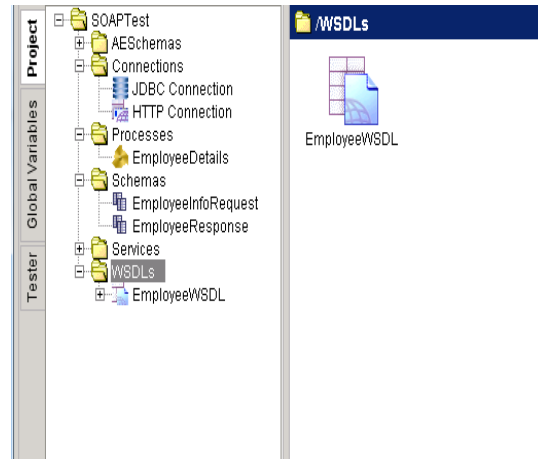 Project
Global Variables
Tester
SOAPTest
AESchemas
Connections
JDBC Connection
HTTP Connection
Processes
EmployeeDetails
Schemas
EmployeeInfoRequest
EmployeeResponse
Services
WSDLs
EmployeeWSDL
/WSDLs
EmployeeWSDL